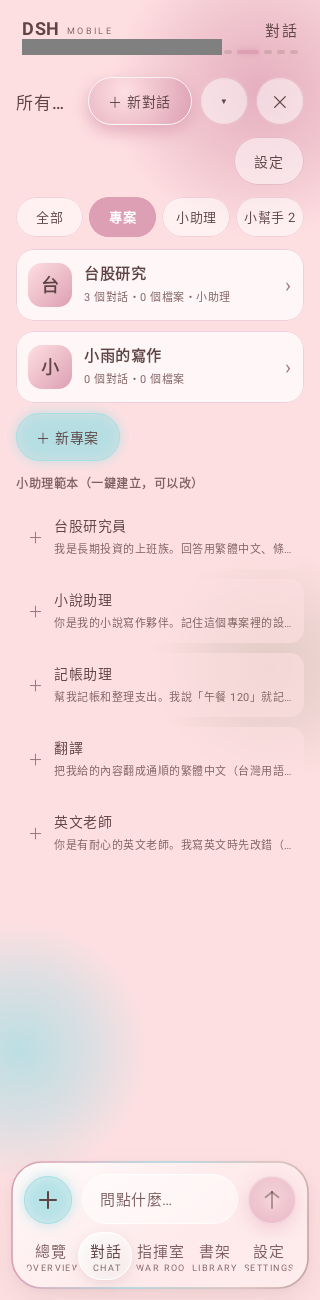 DSH MOBILE
對話
所有…
＋ 新對話
▾
設定
全部
專案
小助理
小幫手 2
台
台股研究
3 個對話・0 個檔案・小助理
小
小雨的寫作
0 個對話・0 個檔案
＋ 新專案
小助理範本（一鍵建立，可以改）
台股研究員
我是長期投資的上班族。回答用繁體中文、條…
小說助理
你是我的小說寫作夥伴。記住這個專案裡的設…
記帳助理
幫我記帳和整理支出。我說「午餐 120」就記…
翻譯
把我給的內容翻成通順的繁體中文（台灣用語…
英文老師
你是有耐心的英文老師。我寫英文時先改錯（…
問點什麼…
總覽 對話 指揮室 書架 設定
OVERVIEW CHAT WAR ROO LIBRARY SETTINGS